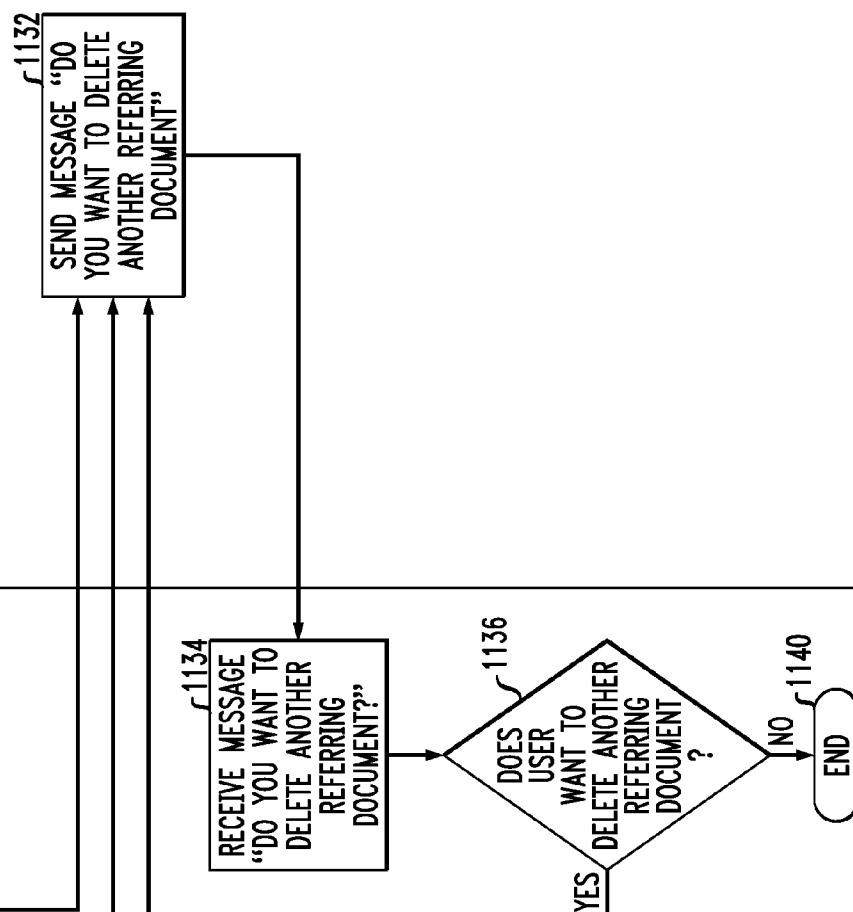 1132
SEND MESSAGE “DO
YOU WANT TO DELETE
ANOTHER REFERRING
DOCUMENT”
1134
RECEIVE MESSAGE
“DO YOU WANT TO
DELETE ANOTHER
REFERRING
DOCUMENT?”
1136
DOES
USER
WANT TO
DELETE ANOTHER
REFERRING
DOCUMENT
?
YES
NO
1140
END